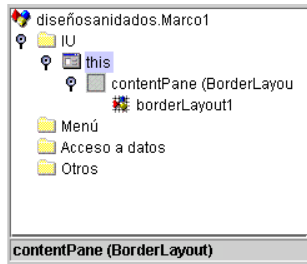 diseñosanidados.Marco1
IU
this
contentPane (BorderLayou
borderLayout1
Menú
Acceso a datos
Otros
contentPane (BorderLayout)